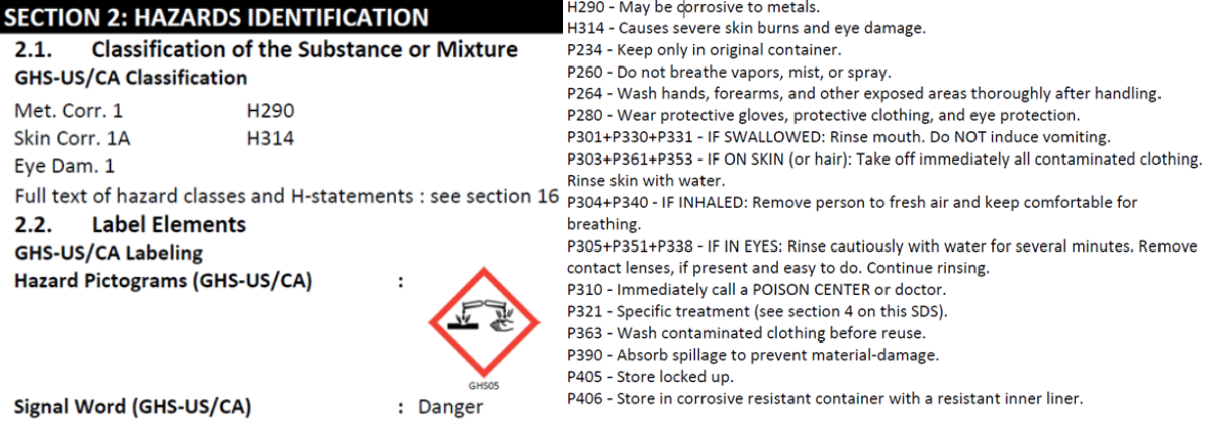 SECTION 2: HAZARDS IDENTIFICATION
2.1. Classification of the Substance or Mixture
GHS-US/CA Classification
Met. Corr. 1 H290
Skin Corr. 1A H314
Eye Dam. 1
Full text of hazard classes and H-statements : see section 16
2.2. Label Elements
GHS-US/CA Labeling
Hazard Pictograms (GHS-US/CA) :
GHS05
Signal Word (GHS-US/CA) : Danger
H290 - May be corrosive to metals.
H314 - Causes severe skin burns and eye damage.
P234 - Keep only in original container.
P260 - Do not breathe vapors, mist, or spray.
P264 - Wash hands, forearms, and other exposed areas thoroughly after handling.
P280 - Wear protective gloves, protective clothing, and eye protection.
P301+P330+P331 - IF SWALLOWED: Rinse mouth. Do NOT induce vomiting.
P303+P361+P353 - IF ON SKIN (or hair): Take off immediately all contaminated clothing.
Rinse skin with water.
P304+P340 - IF INHALED: Remove person to fresh air and keep comfortable for
breathing.
P305+P351+P338 - IF IN EYES: Rinse cautiously with water for several minutes. Remove
contact lenses, if present and easy to do. Continue rinsing.
P310 - Immediately call a POISON CENTER or doctor.
P321 - Specific treatment (see section 4 on this SDS).
P363 - Wash contaminated clothing before reuse.
P390 - Absorb spillage to prevent material-damage.
P405 - Store locked up.
P406 - Store in corrosive resistant container with a resistant inner liner.